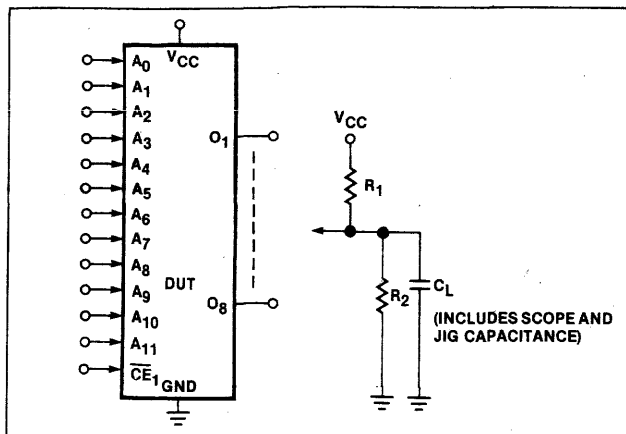 VCC
A0
A1
A2
A3
A4
A5
A6
A7
A8
A9
A10
A11
CE1
GND
DUT
O1
O8
VCC
R1
R2
CL
(INCLUDES SCOPE AND
JIG CAPACITANCE)